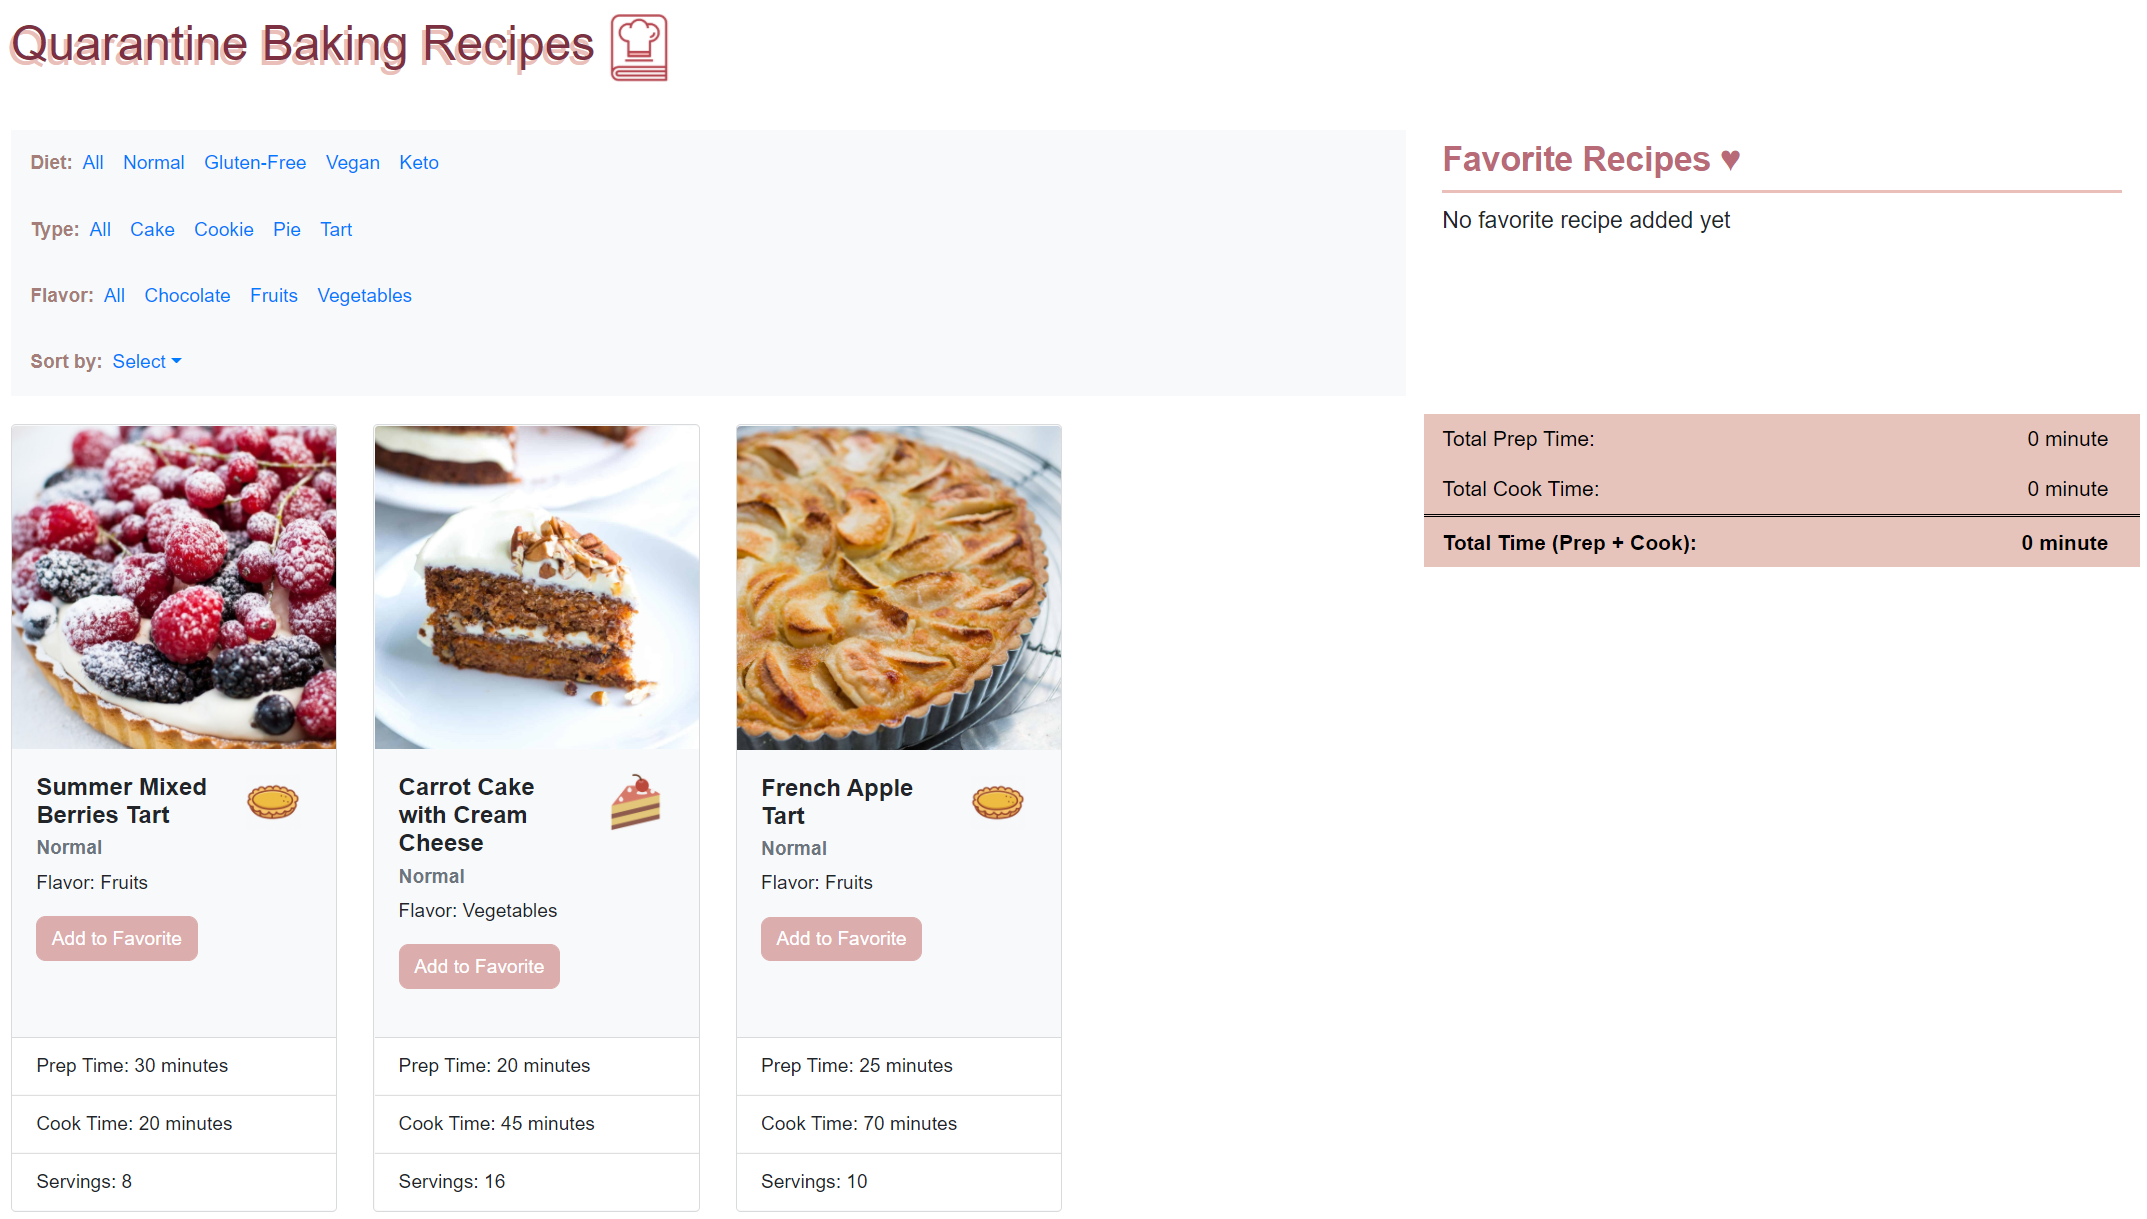 Quarantine Baking Recipes
Diet: All Normal Gluten-Free Vegan Keto
Type: All Cake Cookie Pie Tart
Flavor: All Chocolate Fruits Vegetables
Sort by: Select
Favorite Recipes ♥
No favorite recipe added yet
Total Prep Time: 0 minute
Total Cook Time: 0 minute
Total Time (Prep + Cook): 0 minute
Summer Mixed
Berries Tart
Normal
Flavor: Fruits
Add to Favorite
Prep Time: 30 minutes
Cook Time: 20 minutes
Servings: 8
Carrot Cake
with Cream
Cheese
Normal
Flavor: Vegetables
Add to Favorite
Prep Time: 20 minutes
Cook Time: 45 minutes
Servings: 16
French Apple
Tart
Normal
Flavor: Fruits
Add to Favorite
Prep Time: 25 minutes
Cook Time: 70 minutes
Servings: 10